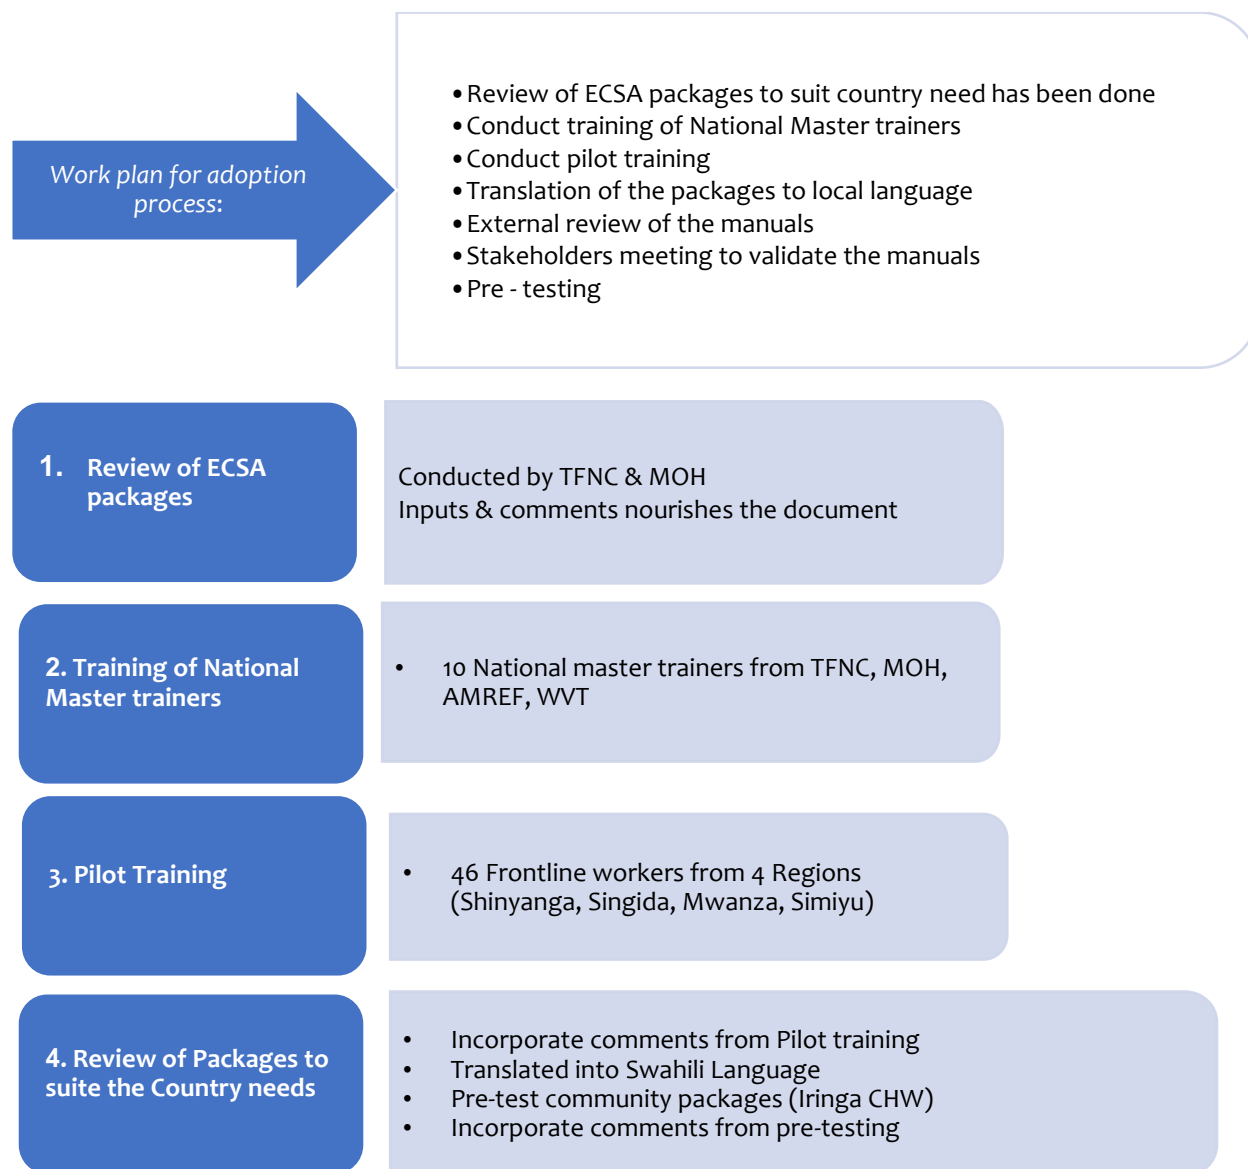 Work plan for adoption
process:
•Review of ECSA packages to suit country need has been done
•Conduct training of National Master trainers
•Conduct pilot training
•Translation of the packages to local language
•External review of the manuals
•Stakeholders meeting to validate the manuals
•Pre - testing
1. Review of ECSA
packages
Conducted by TFNC & MOH
Inputs & comments nourishes the document
2. Training of National
Master trainers
• 10 National master trainers from TFNC, MOH,
AMREF, WVT
3. Pilot Training
• 46 Frontline workers from 4 Regions
(Shinyanga, Singida, Mwanza, Simiyu)
4. Review of Packages to
suite the Country needs
• Incorporate comments from Pilot training
• Translated into Swahili Language
• Pre-test community packages (Iringa CHW)
• Incorporate comments from pre-testing